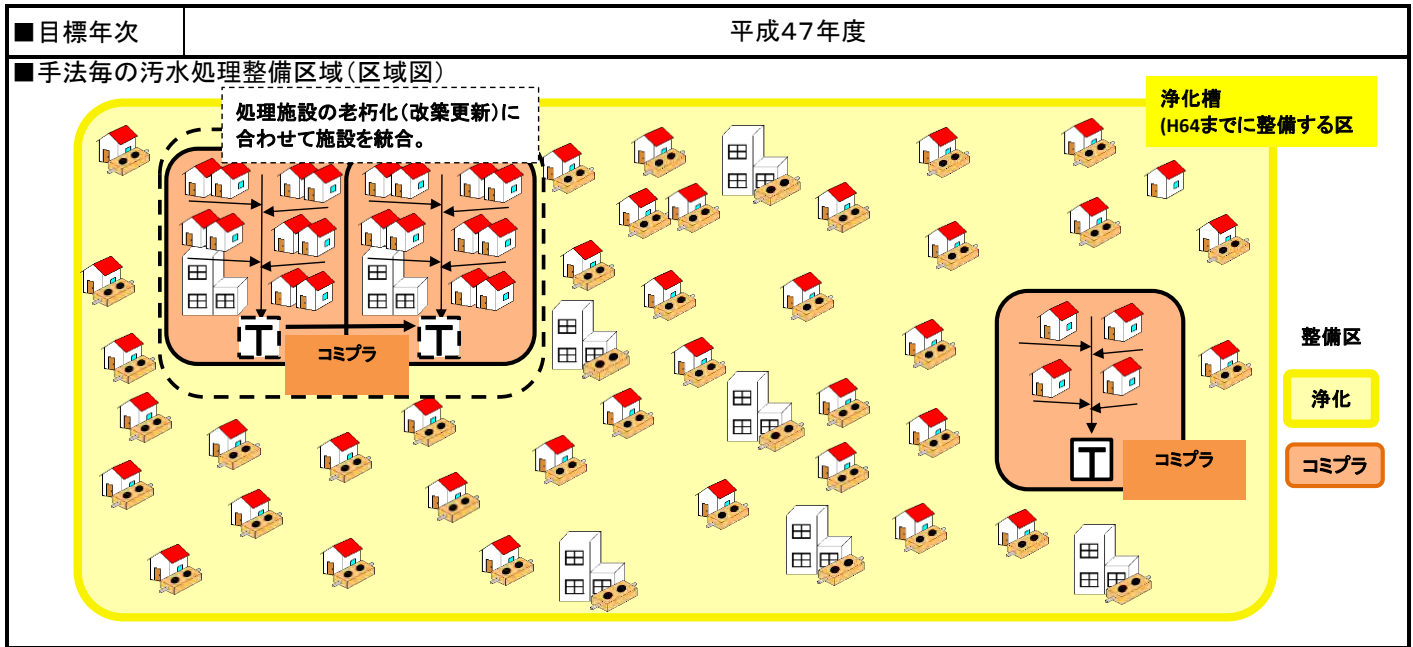 ■目標年次
平成47年度
■手法毎の汚水処理整備区域(区域図)
処理施設の老朽化(改築更新)に
合わせて施設を統合。
浄化槽
(H64までに整備する区
T
T
コミプラ
T
コミプラ
整備区
浄化
コミプラ